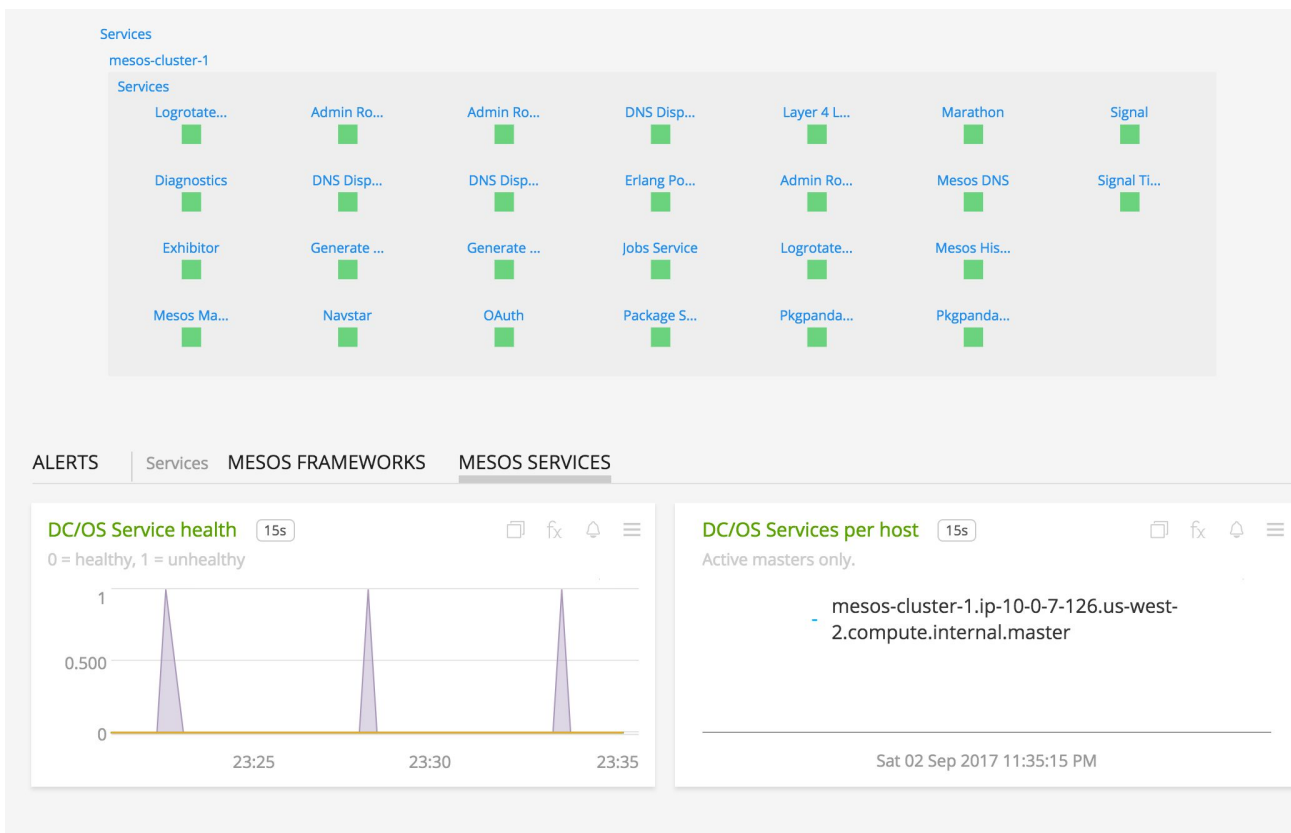 Services
mesos-cluster-1
Services
Logrotate... Admin Ro... Admin Ro... DNS Disp... Layer 4 L... Marathon Signal
Diagnostics DNS Disp... DNS Disp... Erlang Po... Admin Ro... Mesos DNS Signal Ti...
Exhibitor Generate ... Generate ... Jobs Service Logrotate... Mesos His...
Mesos Ma... Navstar OAuth Package S... Pkgpanda... Pkgpanda...
ALERTS Services MESOS FRAMEWORKS MESOS SERVICES
DC/OS Service health 15s fx
0 = healthy, 1 = unhealthy
1
0.500
0
23:25 23:30 23:35
DC/OS Services per host 15s fx
Active masters only.
- mesos-cluster-1.ip-10-0-7-126.us-west-
2.compute.internal.master
Sat 02 Sep 2017 11:35:15 PM